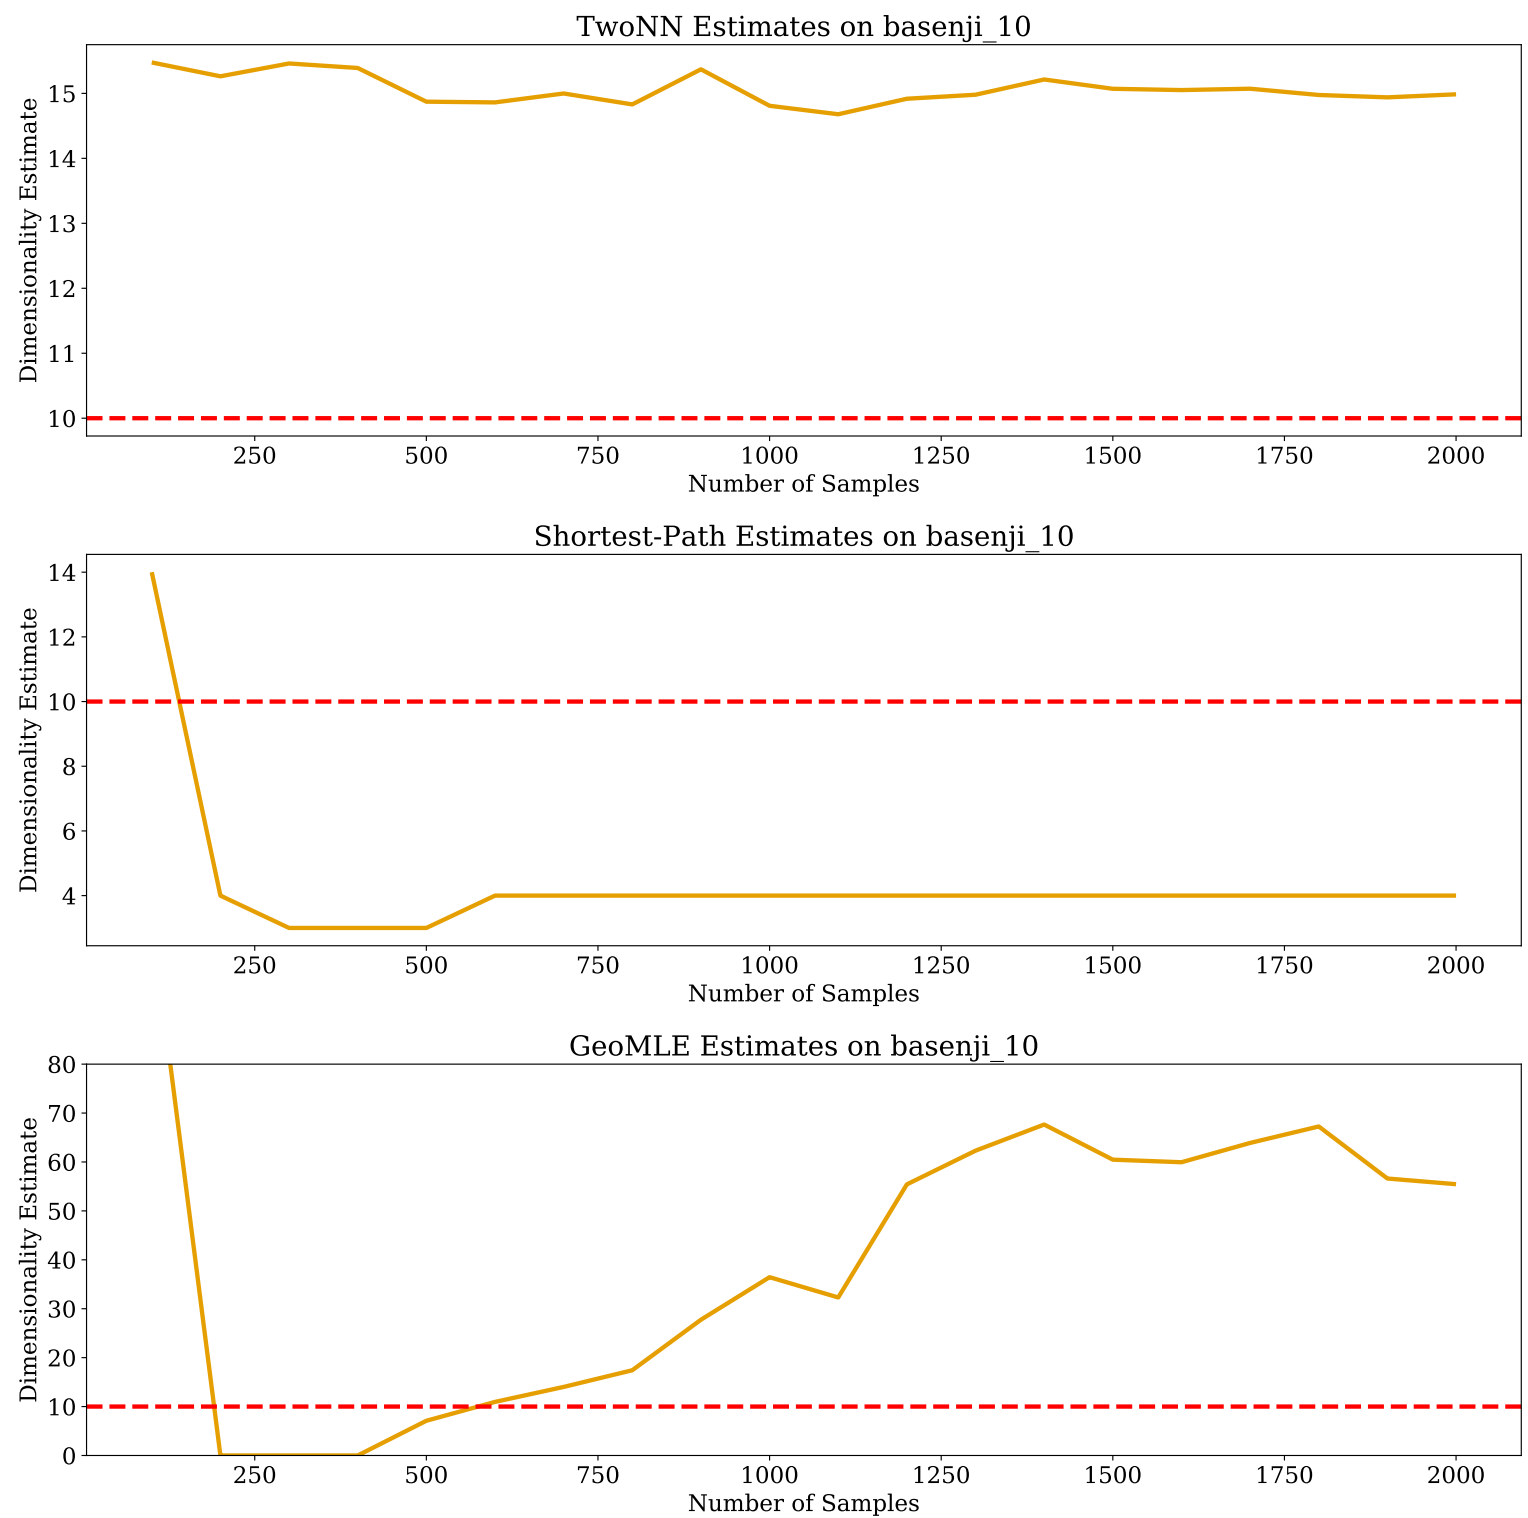 TwoNN Estimates on basenji_10
Dimensionality Estimate
15
14
13
12
11
10
250 500 750 1000 1250 1500 1750 2000
Number of Samples
Shortest-Path Estimates on basenji_10
Dimensionality Estimate
14
12
10
8
6
4
250 500 750 1000 1250 1500 1750 2000
Number of Samples
GeoMLE Estimates on basenji_10
Dimensionality Estimate
80
70
60
50
40
30
20
10
0
250 500 750 1000 1250 1500 1750 2000
Number of Samples